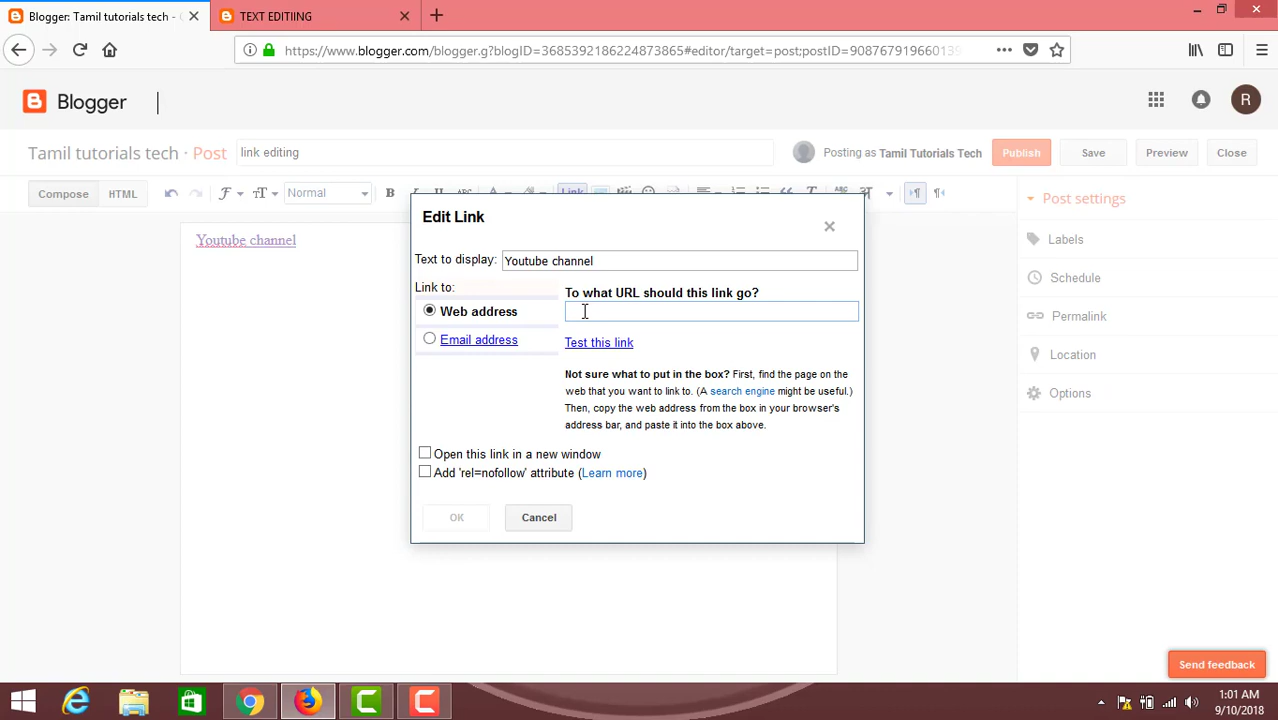 Blogger: Tamil tutorials tech -
TEXT EDITIING
https://www.blogger.com/blogger.g?blogID=3685392186224873865#editor/target=post;postID=90876791966013
Blogger
R
Tamil tutorials tech · Post
link editing
Posting as Tamil Tutorials Tech
Publish
Save
Preview
Close
Compose
HTML
Normal
B
Link
Post settings
Edit Link
Youtube channel
Labels
Text to display: Youtube channel
Schedule
Link to:
To what URL should this link go?
Web address
Permalink
Email address
Test this link
Location
Not sure what to put in the box? First, find the page on the
web that you want to link to. (A search engine might be useful.)
Options
Then, copy the web address from the box in your browser's
address bar, and paste it into the box above.
Open this link in a new window
Add 'rel=nofollow' attribute (Learn more)
OK
Cancel
Send feedback
1:01 AM
9/10/2018